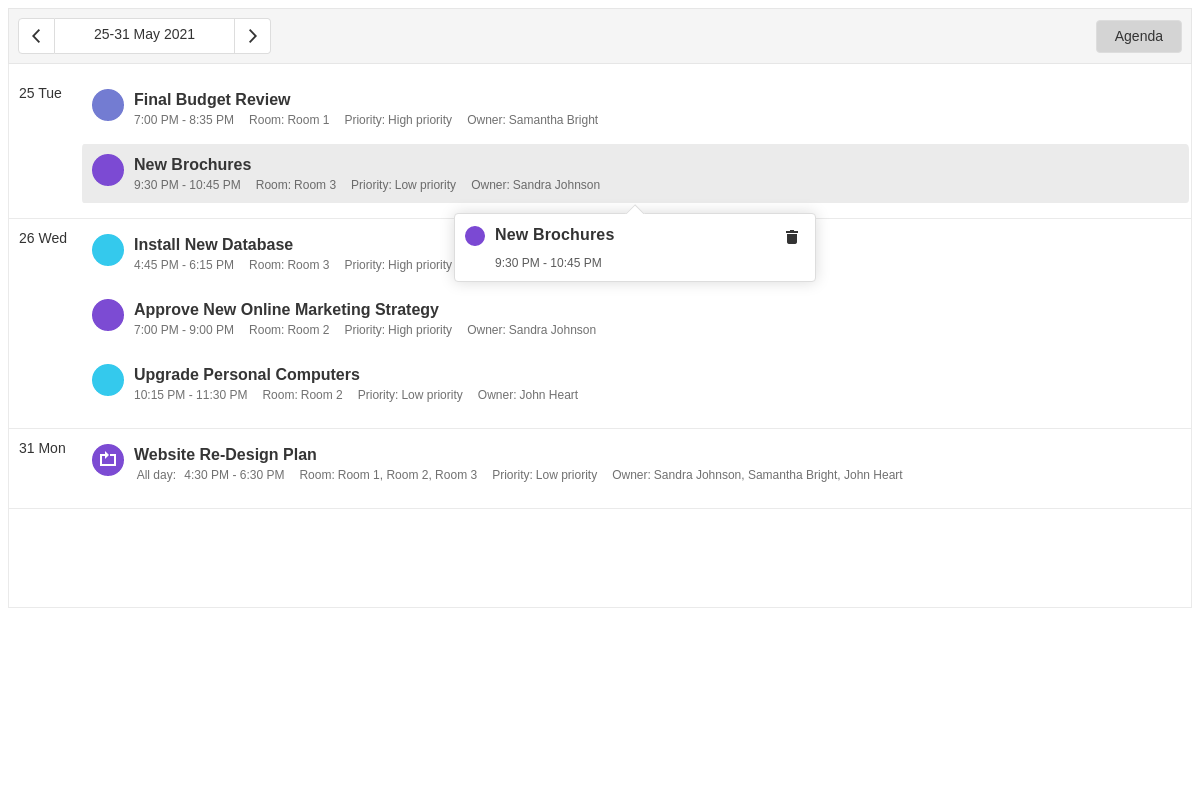 25-31 May 2021
Agenda
25 Tue
Final Budget Review
7:00 PM - 8:35 PM Room: Room 1 Priority: High priority Owner: Samantha Bright
New Brochures
9:30 PM - 10:45 PM Room: Room 3 Priority: Low priority Owner: Sandra Johnson
New Brochures
9:30 PM - 10:45 PM
26 Wed
Install New Database
4:45 PM - 6:15 PM Room: Room 3 Priority: High priority
Approve New Online Marketing Strategy
7:00 PM - 9:00 PM Room: Room 2 Priority: High priority Owner: Sandra Johnson
Upgrade Personal Computers
10:15 PM - 11:30 PM Room: Room 2 Priority: Low priority Owner: John Heart
31 Mon
Website Re-Design Plan
All day: 4:30 PM - 6:30 PM Room: Room 1, Room 2, Room 3 Priority: Low priority Owner: Sandra Johnson, Samantha Bright, John Heart